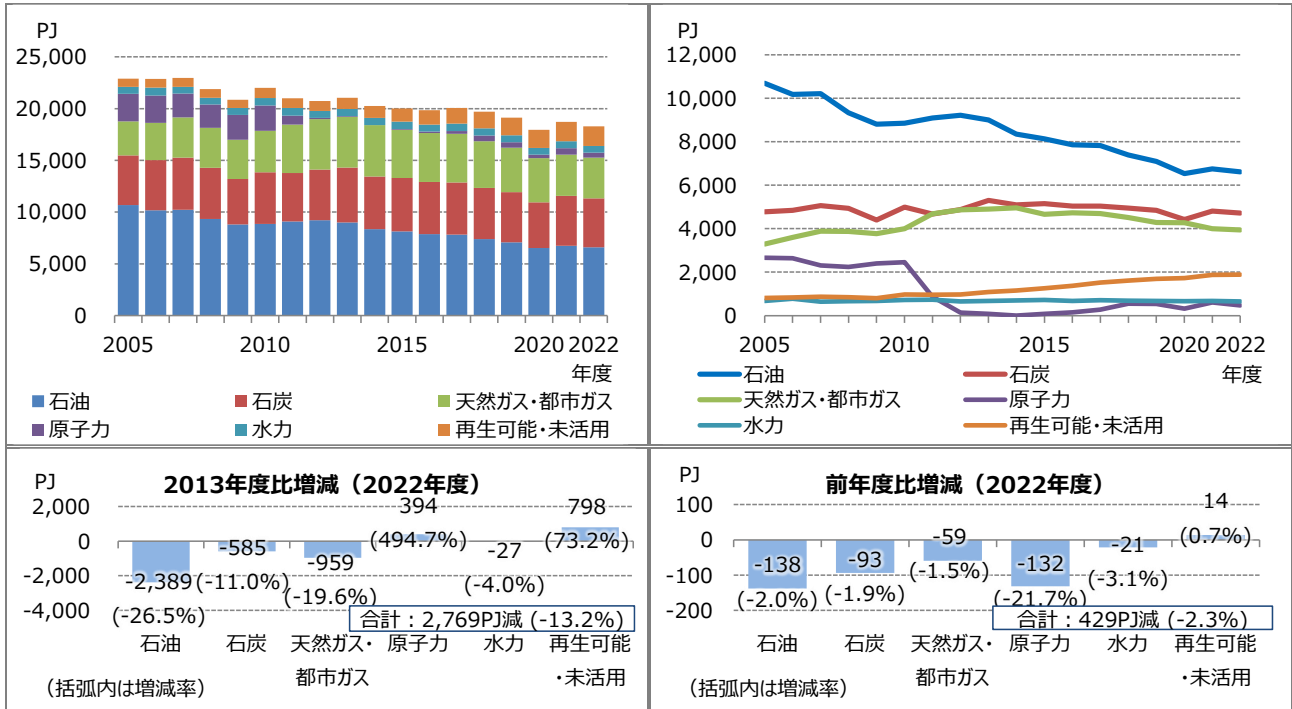 PJ
25,000
20,000
15,000
10,000
5,000
0
2005
2010
2015
2020 2022
年度
石油
石炭
天然ガス・都市ガス
原子力
水力
再生可能・未活用
PJ
12,000
10,000
8,000
6,000
4,000
2,000
0
2005
2010
2015
2020 2022
年度
石油
石炭
天然ガス・都市ガス
原子力
水力
再生可能・未活用
PJ
2013年度比増減（2022年度）
2,000
0
-2,000
-4,000
-2,389
(-26.5%)
-585
(-11.0%)
-959
(-19.6%)
394
(494.7%)
-27
(-4.0%)
798
(73.2%)
合計：2,769PJ減 (-13.2%)
石油
石炭
天然ガス・
都市ガス
原子力
水力
再生可能
・未活用
（括弧内は増減率）
PJ
前年度比増減（2022年度）
100
0
-100
-200
-138
(-2.0%)
-93
(-1.9%)
-59
(-1.5%)
-132
(-21.7%)
-21
(-3.1%)
14
(0.7%)
合計：429PJ減 (-2.3%)
石油
石炭
天然ガス・
都市ガス
原子力
水力
再生可能
・未活用
（括弧内は増減率）